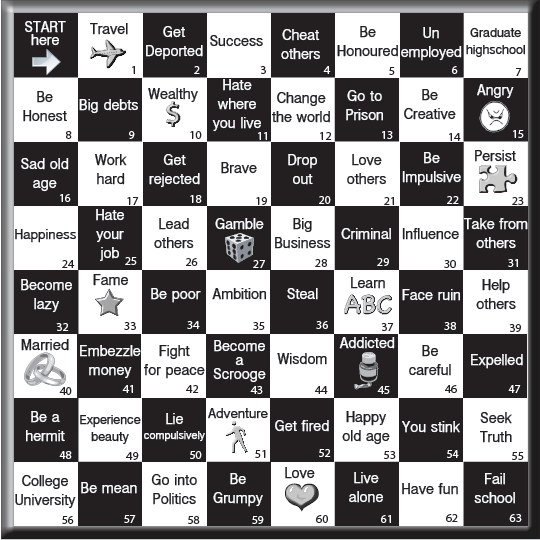 START
here
Travel
1
Get
Deported
2
Success
3
Cheat
others
4
Be
Honoured
5
Un
employed
6
Graduate
highschool
7
Be
Honest
8
Big debts
9
Wealthy
$
10
Hate
where
you live
11
Change
the world
12
Go to
Prison
13
Be
Creative
14
Angry
15
Sad old
age
16
Work
hard
17
Get
rejected
18
Brave
19
Drop
out
20
Love
others
21
Be
Impulsive
22
Persist
23
Happiness
24
Hate
your
job
25
Lead
others
26
Gamble
27
Big
Business
28
Criminal
29
Influence
30
Take from
others
31
Become
lazy
32
Fame
33
Be poor
34
Ambition
35
Steal
36
Learn
ABC
37
Face ruin
38
Help
others
39
Married
40
Embezzle
money
41
Fight
for peace
42
Become
a
Scrooge
43
Wisdom
44
Addicted
45
Be
careful
46
Expelled
47
Be a
hermit
48
Experience
beauty
49
Lie
compulsively
50
Adventure
51
Get fired
52
Happy
old age
53
You stink
54
Seek
Truth
55
College
University
56
Be mean
57
Go into
Politics
58
Be
Grumpy
59
Love
60
Live
alone
61
Have fun
62
Fail
school
63